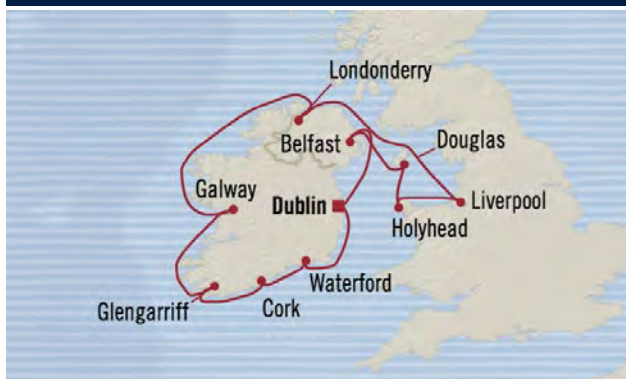 Londonderry
Belfast
Douglas
Galway
Dublin
Liverpool
Holyhead
Waterford
Glengarriff
Cork